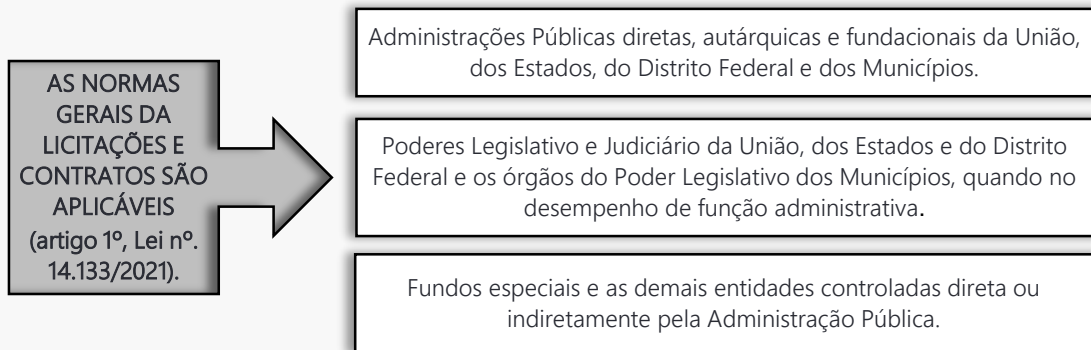 AS NORMAS
GERAIS DA
LICITAÇÕES E
CONTRATOS SÃO
APLICÁVEIS
(artigo 1º, Lei nº.
14.133/2021).
Administrações Públicas diretas, autárquicas e fundacionais da União,
dos Estados, do Distrito Federal e dos Municípios.
Poderes Legislativo e Judiciário da União, dos Estados e do Distrito
Federal e os órgãos do Poder Legislativo dos Municípios, quando no
desempenho de função administrativa.
Fundos especiais e as demais entidades controladas direta ou
indiretamente pela Administração Pública.